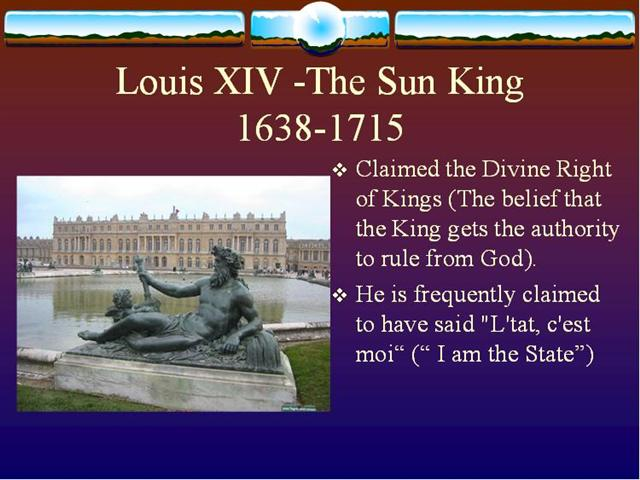 Louis XIV -The Sun King
1638-1715
Claimed the Divine Right
of Kings (The belief that
the King gets the authority
to rule from God).
He is frequently claimed
to have said "L'tat, c'est
moi“ (“ I am the State”)